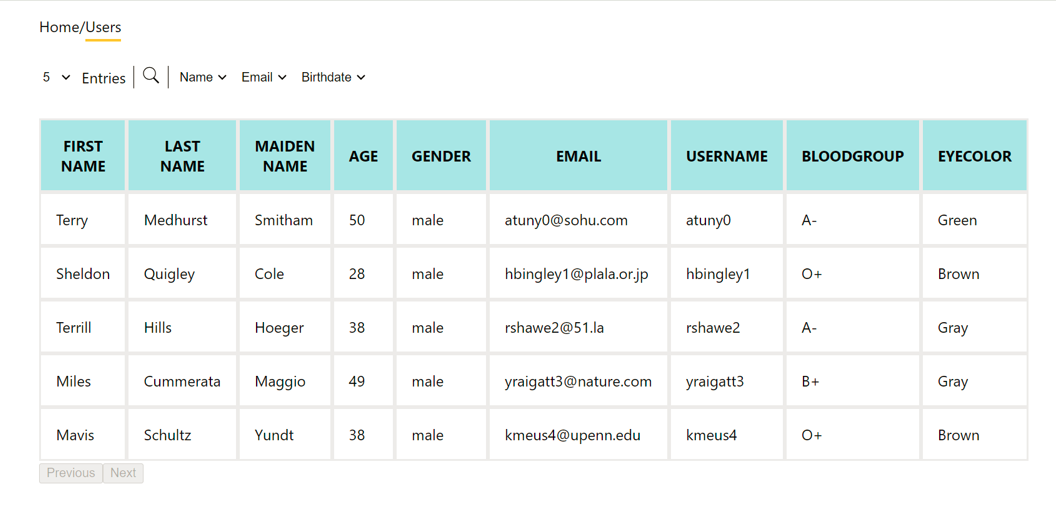 Home/Users
5 Entries Name Email Birthdate
FIRST NAME LAST NAME MAIDEN NAME AGE GENDER EMAIL USERNAME BLOODGROUP EYECOLOR
Terry Medhurst Smitham 50 male atuny0@sohu.com atuny0 A- Green
Sheldon Quigley Cole 28 male hbingley1@plala.or.jp hbingley1 O+ Brown
Terrill Hills Hoeger 38 male rshawe2@51.la rshawe2 A- Gray
Miles Cummerata Maggio 49 male yraigatt3@nature.com yraigatt3 B+ Gray
Mavis Schultz Yundt 38 male kmeus4@upenn.edu kmeus4 O+ Brown
Previous Next